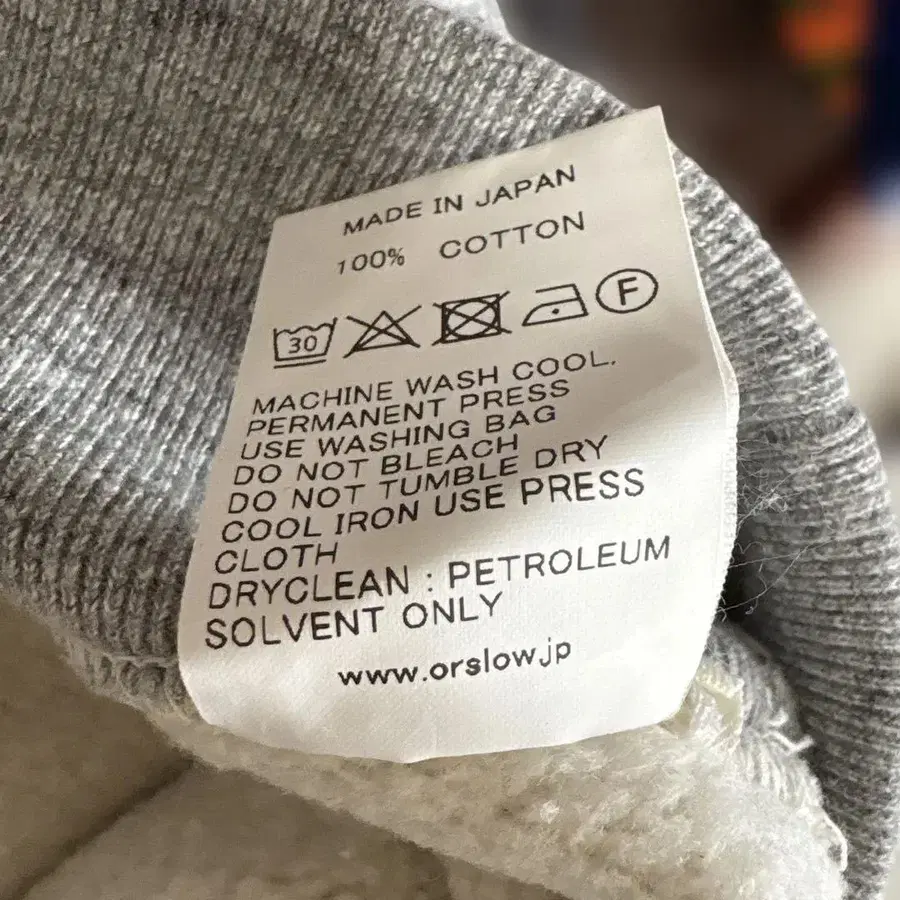 MADE IN JAPAN
100% COTTON
30 F
MACHINE WASH COOL.
PERMANENT PRESS
USE WASHING BAG
DO NOT BLEACH
DO NOT TUMBLE DRY
COOL IRON USE PRESS
CLOTH
DRYCLEAN : PETROLEUM
SOLVENT ONLY
www.orslow.jp